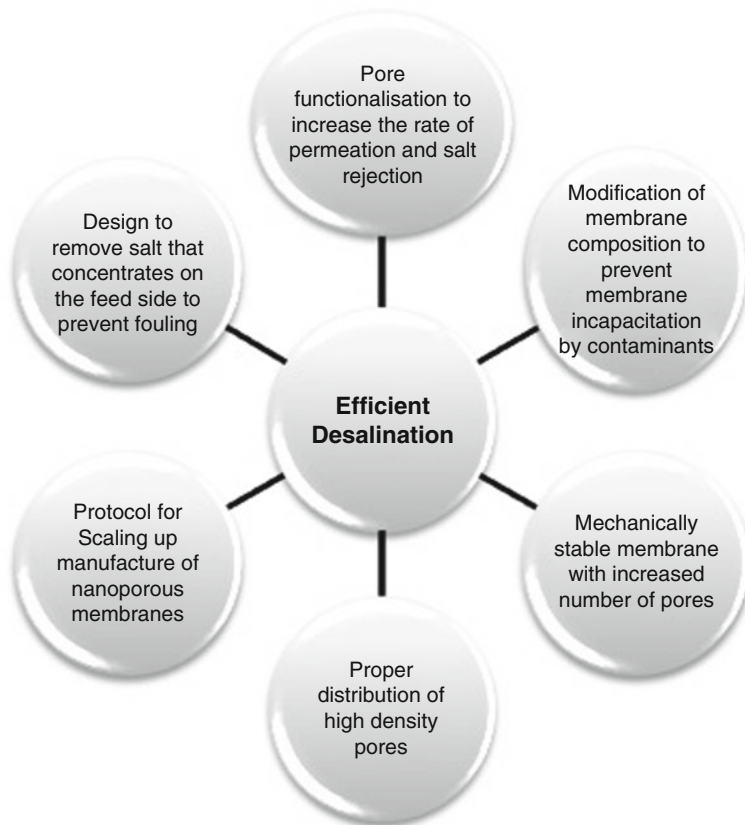 Pore
functionalisation to
increase the rate of
permeation and salt
rejection
Modification of
membrane
composition to
prevent
membrane
incapacitation
by contaminants
Mechanically
stable membrane
with increased
number of pores
Proper
distribution of
high density
pores
Protocol for
Scaling up
manufacture of
nanoporous
membranes
Design to
remove salt that
concentrates on
the feed side to
prevent fouling
Efficient
Desalination